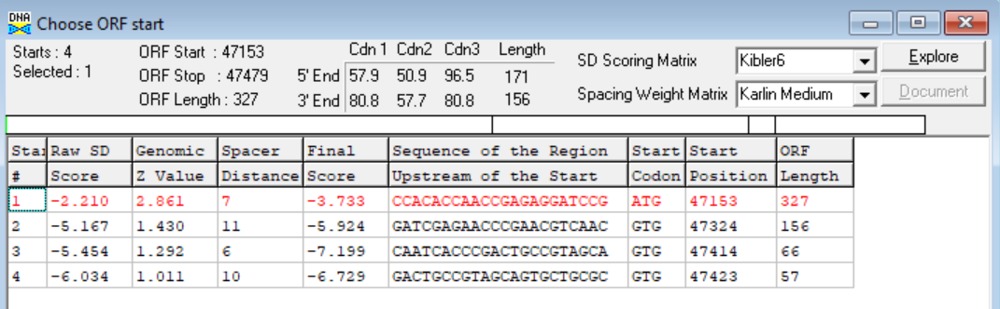 DNA Choose ORF start
Starts : 4 ORF Start : 47153 Cdn 1 Cdn2 Cdn3 Length SD Scoring Matrix Kibler6 Explore
Selected : 1 ORF Stop : 47479 5' End 57.9 50.9 96.5 171
ORF Length : 327 3' End 80.8 57.7 80.8 156 Spacing Weight Matrix Karlin Medium Document
Star Raw SD Genomic Spacer Final Sequence of the Region Start Start ORF
# Score Z Value Distance Score Upstream of the Start Codon Position Length
1 -2.210 2.861 7 -3.733 CCACACCAACCGAGAGGATCCG ATG 47153 327
2 -5.167 1.430 11 -5.924 GATCGAGAACCCGAACGTCAAC GTG 47324 156
3 -5.454 1.292 6 -7.199 CAATCACCCGACTGCCGTAGCA GTG 47414 66
4 -6.034 1.011 10 -6.729 GACTGCCGTAGCAGTGCTGCGC GTG 47423 57